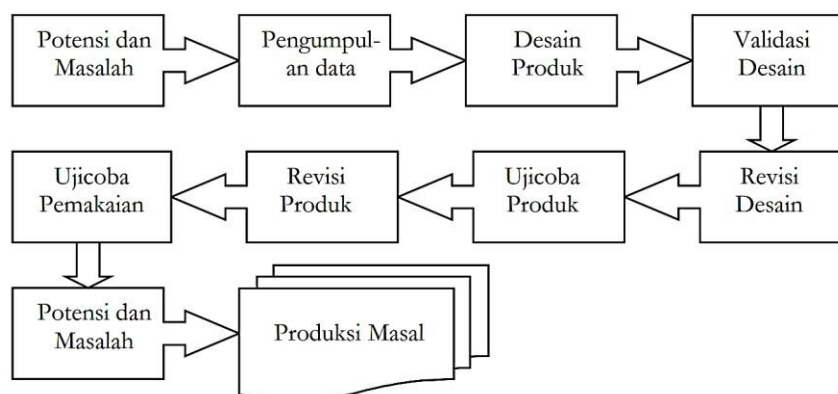 Potensi dan
Masalah
Pengumpul-
an data
Desain
Produk
Validasi
Desain
Revisi
Desain
Ujicoba
Produk
Revisi
Produk
Ujicoba
Pemakaian
Potensi dan
Masalah
Produksi Masal